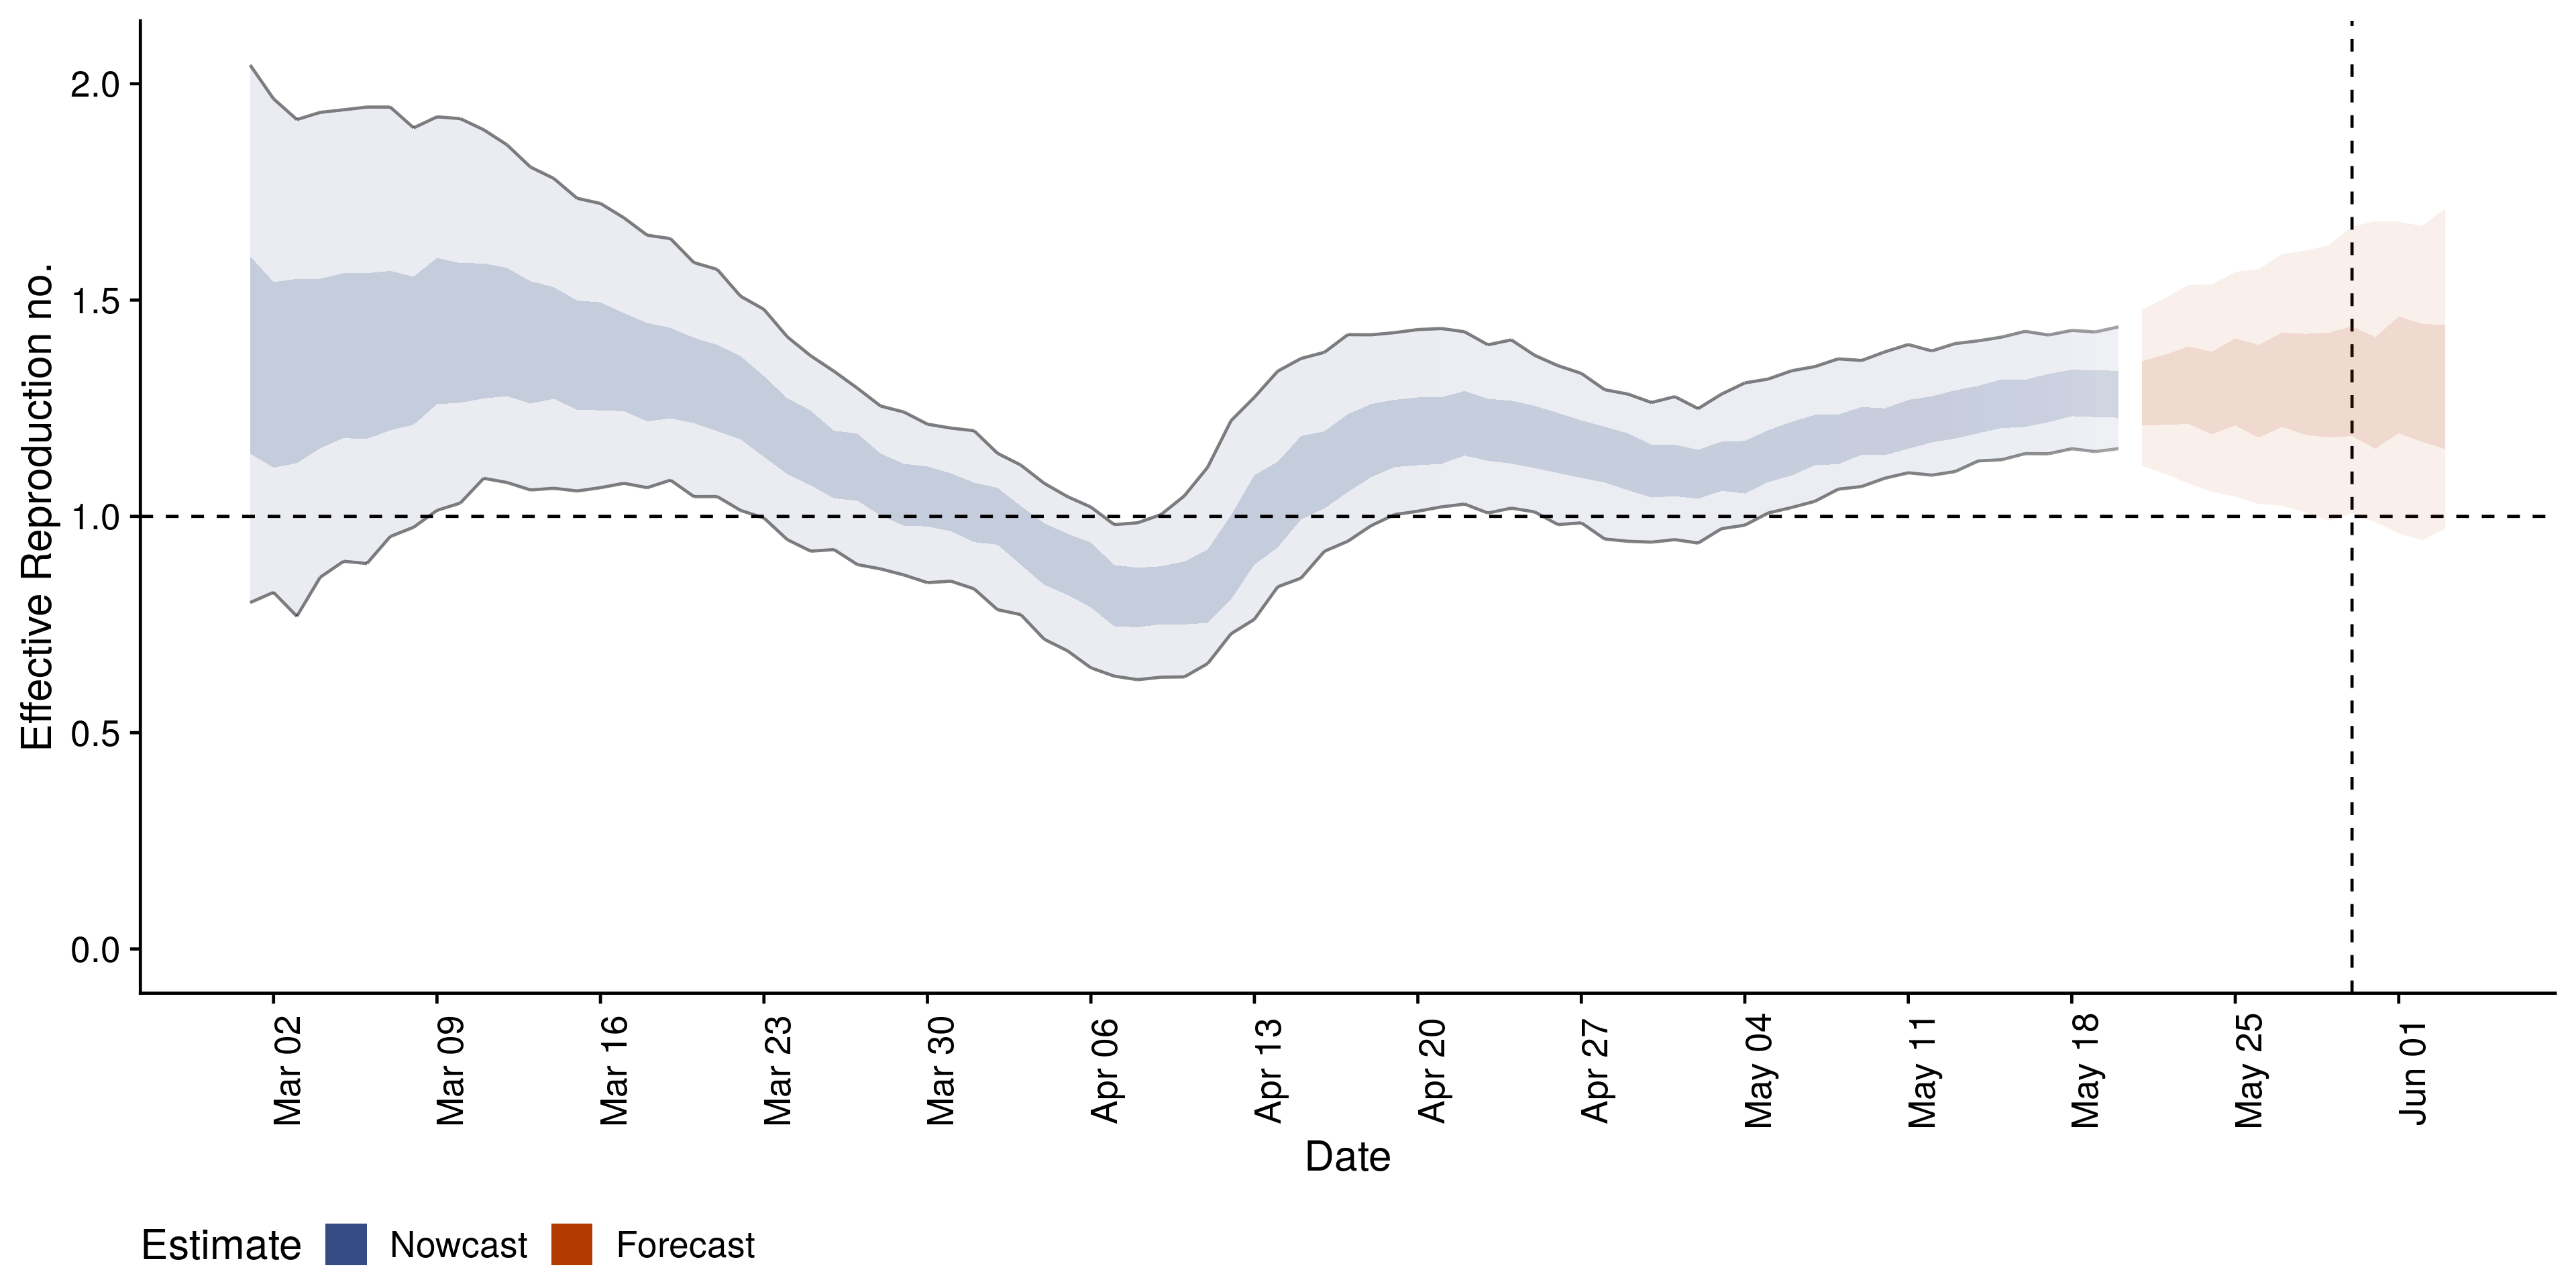 Effective Reproduction no.
2.0
1.5
1.0
0.5
0.0
Mar 02
Mar 09
Mar 16
Mar 23
Mar 30
Apr 06
Apr 13
Apr 20
Apr 27
May 04
May 11
May 18
May 25
Jun 01
Date
Estimate Nowcast Forecast